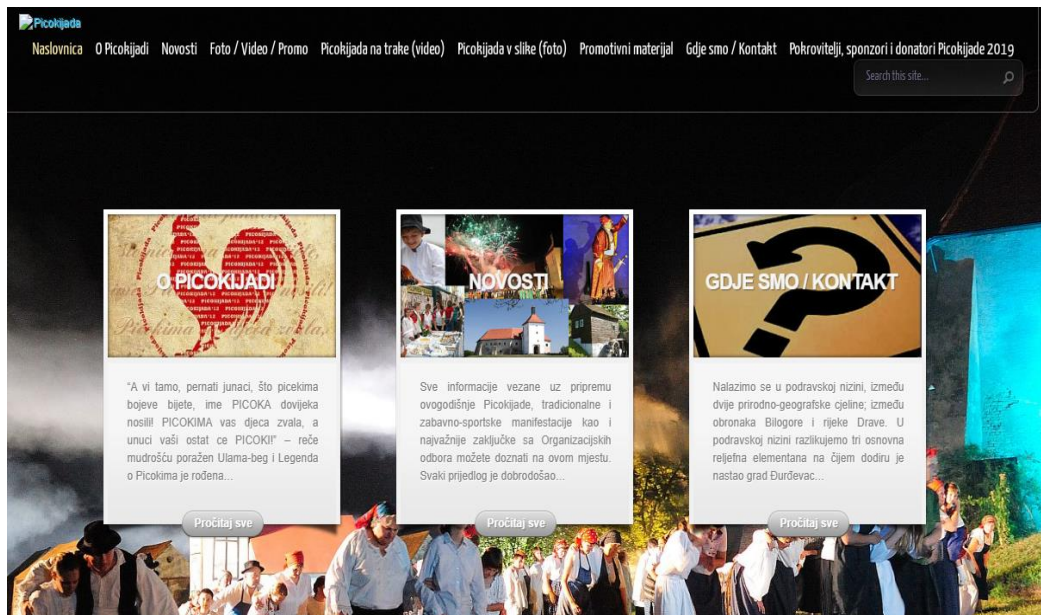 Picokijada
Naslovnica O Picokijadi Novosti Foto / Video / Promo Picokijada na trake (video) Picokijada v slike (foto) Promotivni materijal Gdje smo / Kontakt Pokrovitelji, sponzori i donatori Picokijade 2019
Search this site...
O PICOKIJADI
“A vi tamo, pernati junaci, što picekima
bojeve bijete, ime PICOKA dovijeka
nosili! PICOKIMA vas djeca zvala, a
unuci vaši ostat ce PICOKI!” – reče
mudrošću poražen Ulama-beg i Legenda
o Picokima je rođena...
Pročitaj sve
NOVOSTI
Sve informacije vezane uz pripremu
ovogodišnje Picokijade, tradicionalne i
zabavno-sportske manifestacije kao i
najvažnije zaključke sa Organizacijskih
odbora možete doznati na ovom mjestu.
Svaki prijedlog je dobrodošao...
Pročitaj sve
GDJE SMO / KONTAKT
Nalazimo se u podravskoj nizini, između
dvije prirodno-geografske cjeline; između
obronaka Bilogore i rijeke Drave. U
podravskoj nizini razlikujemo tri osnovna
reljefna elementana na čijem dodiru je
nastao grad Đurđevac...
Pročitaj sve